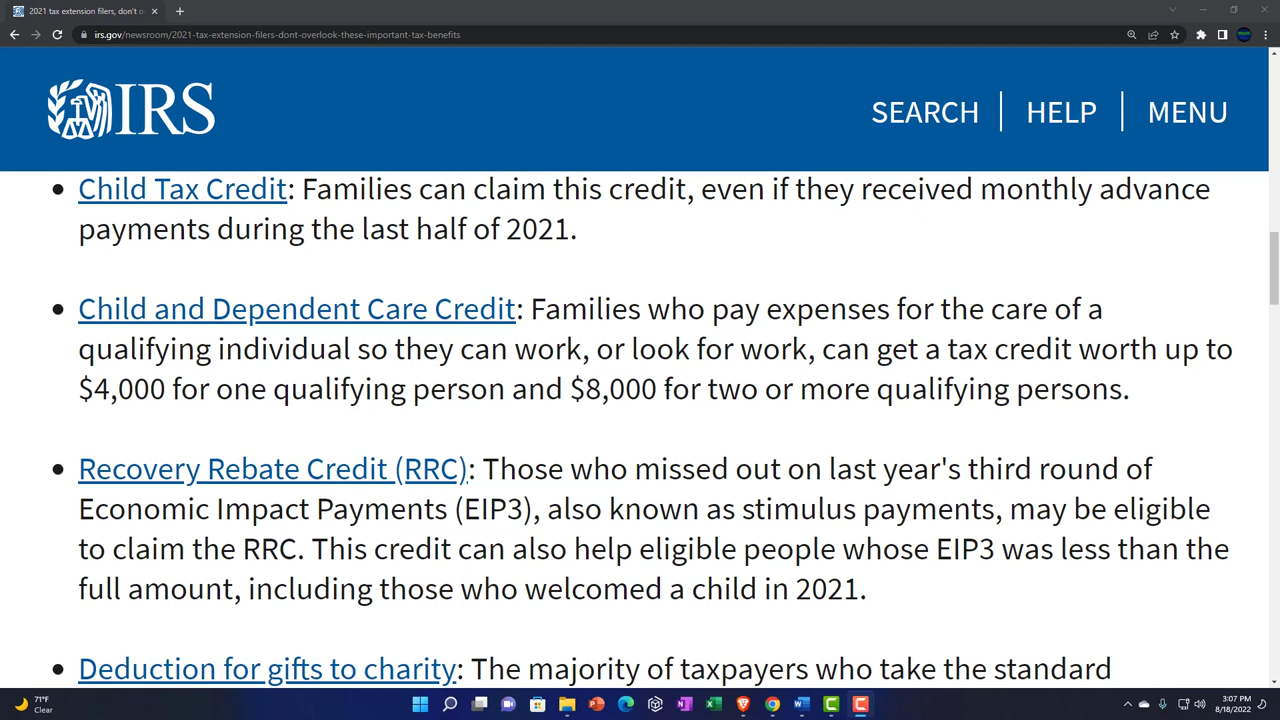 2021 tax extension filers, don't o
irs.gov/newsroom/2021-tax-extension-filers-dont-overlook-these-important-tax-benefits
IRS
SEARCH
HELP
MENU
• Child Tax Credit: Families can claim this credit, even if they received monthly advance
payments during the last half of 2021.
• Child and Dependent Care Credit: Families who pay expenses for the care of a
qualifying individual so they can work, or look for work, can get a tax credit worth up to
$4,000 for one qualifying person and $8,000 for two or more qualifying persons.
• Recovery Rebate Credit (RRC): Those who missed out on last year's third round of
Economic Impact Payments (EIP3), also known as stimulus payments, may be eligible
to claim the RRC. This credit can also help eligible people whose EIP3 was less than the
full amount, including those who welcomed a child in 2021.
• Deduction for gifts to charity: The majority of taxpayers who take the standard
71°F
Clear
3:07 PM
8/18/2022